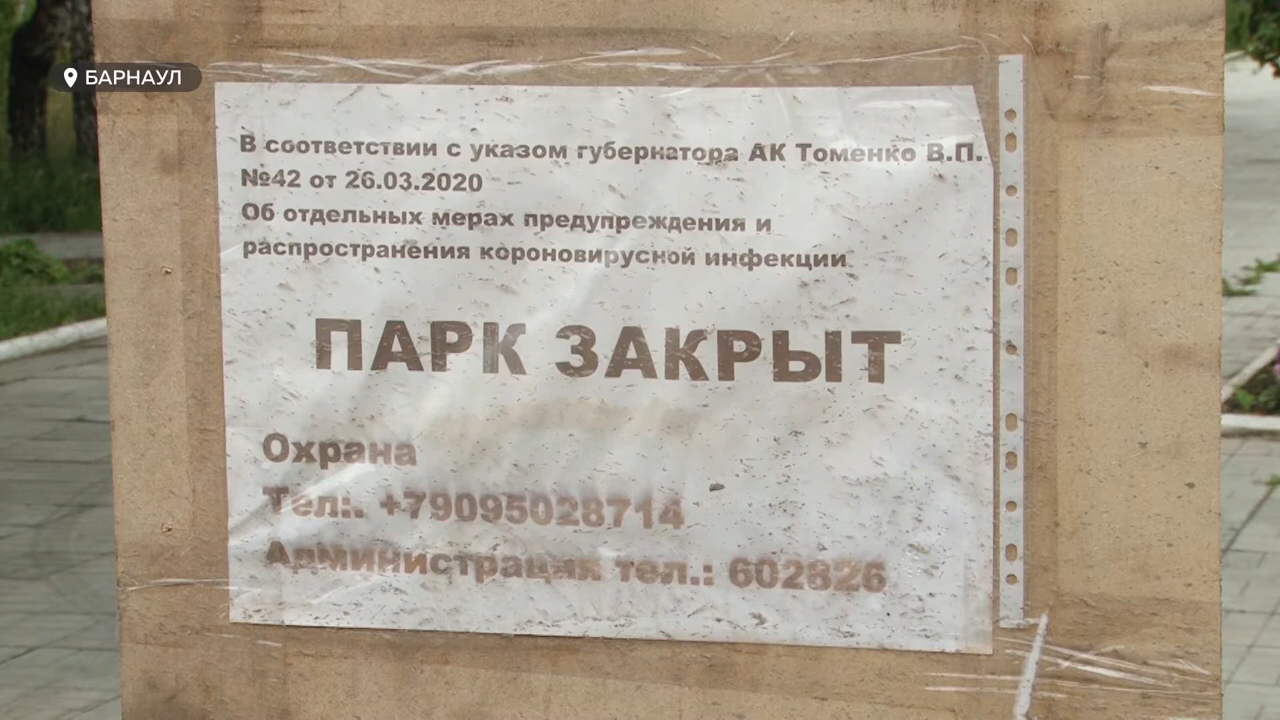 БАРНАУЛ
В соответствии с указом губернатора АК Томенко В.П.
№42 от 26.03.2020
Об отдельных мерах предупреждения и
распространения короновирусной инфекции
ПАРК ЗАКРЫТ
Охрана
Тел:. +79095028714
Администрация тел.: 602826